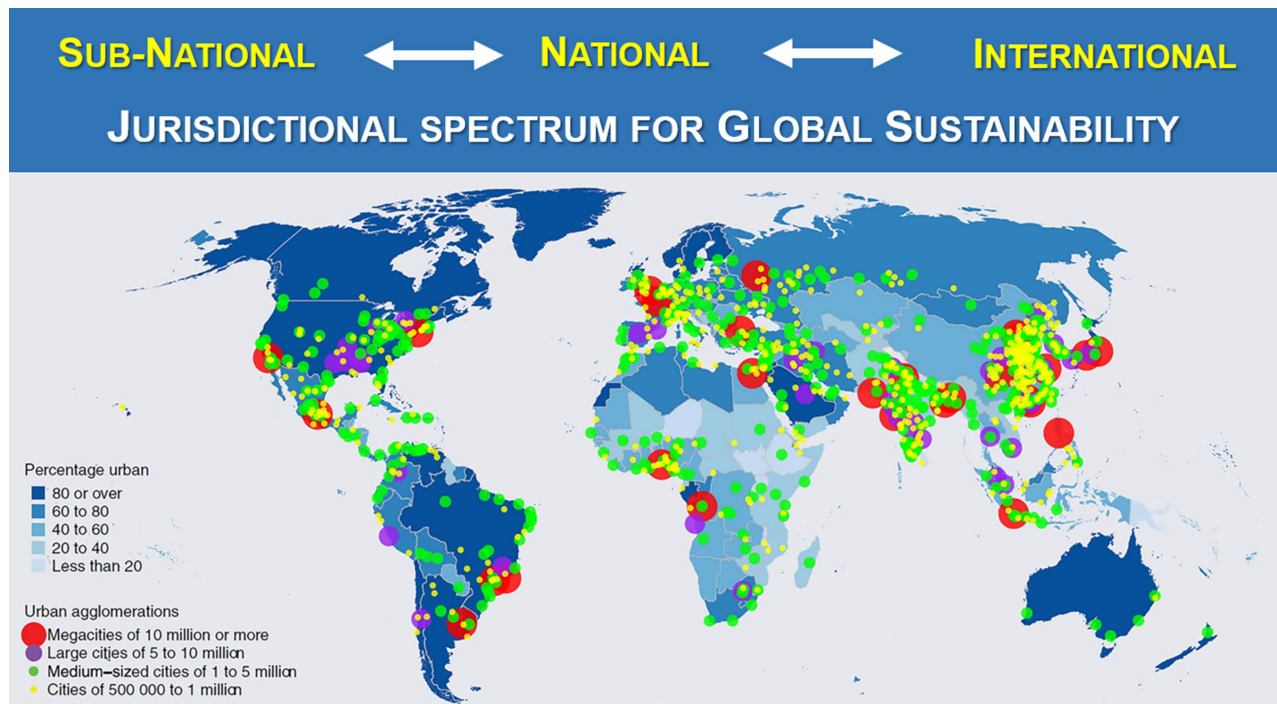 SUB-NATIONAL NATIONAL INTERNATIONAL
JURISDICTIONAL SPECTRUM FOR GLOBAL SUSTAINABILITY
Percentage urban
80 or over
60 to 80
40 to 60
20 to 40
Less than 20
Urban agglomerations
Megacities of 10 million or more
Large cities of 5 to 10 million
Medium-sized cities of 1 to 5 million
Cities of 500 000 to 1 million